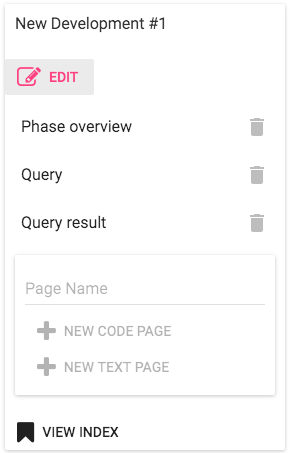 New Development #1
EDIT
Phase overview
Query
Query result
Page Name
NEW CODE PAGE
NEW TEXT PAGE
VIEW INDEX